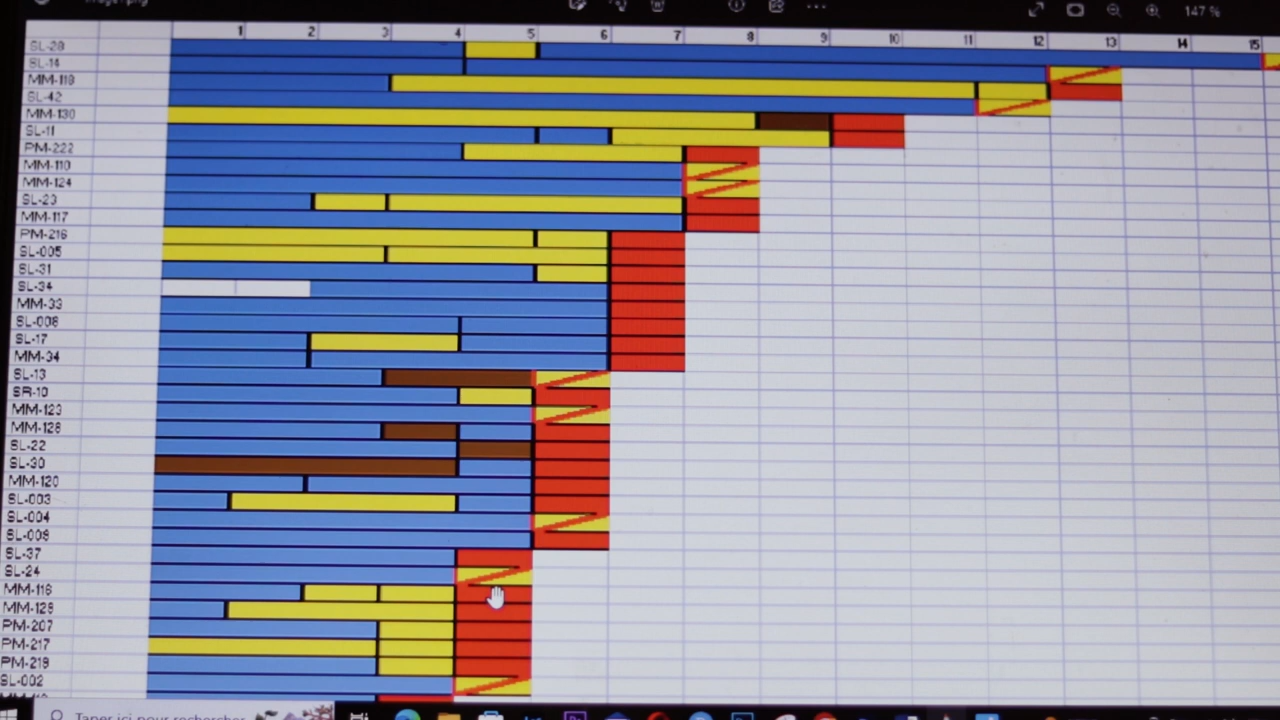 147 %
1 2 3 4 5 6 7 8 9 10 11 12 13 14 15
SL-28
SL-14
MM-118
SL-42
MM-130
SL-11
PM-222
MM-110
MM-124
SL-23
MM-117
PM-216
SL-005
SL-31
SL-34
MM-33
SL-008
SL-17
MM-34
SL-13
SR-10
MM-123
MM-128
SL-22
SL-30
MM-120
SL-003
SL-004
SL-009
SL-37
SL-24
MM-116
MM-129
PM-207
PM-217
PM-219
SL-002
Taper ici pour rechercher